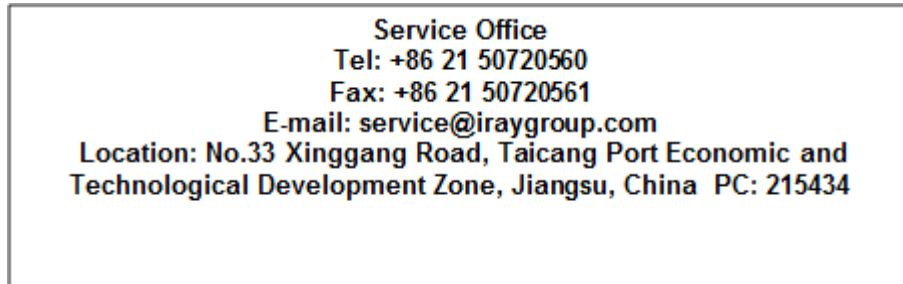 Service Office
Tel: +86 21 50720560
Fax: +86 21 50720561
E-mail: service@iraygroup.com
Location: No.33 Xinggang Road, Taicang Port Economic and
Technological Development Zone, Jiangsu, China  PC: 215434